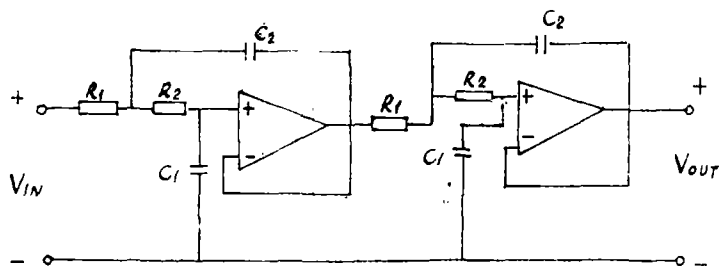 C2
C2
R1
R2
R1
R2
+
+
+
+
-
-
C1
C1
VIN
VOUT
-
-